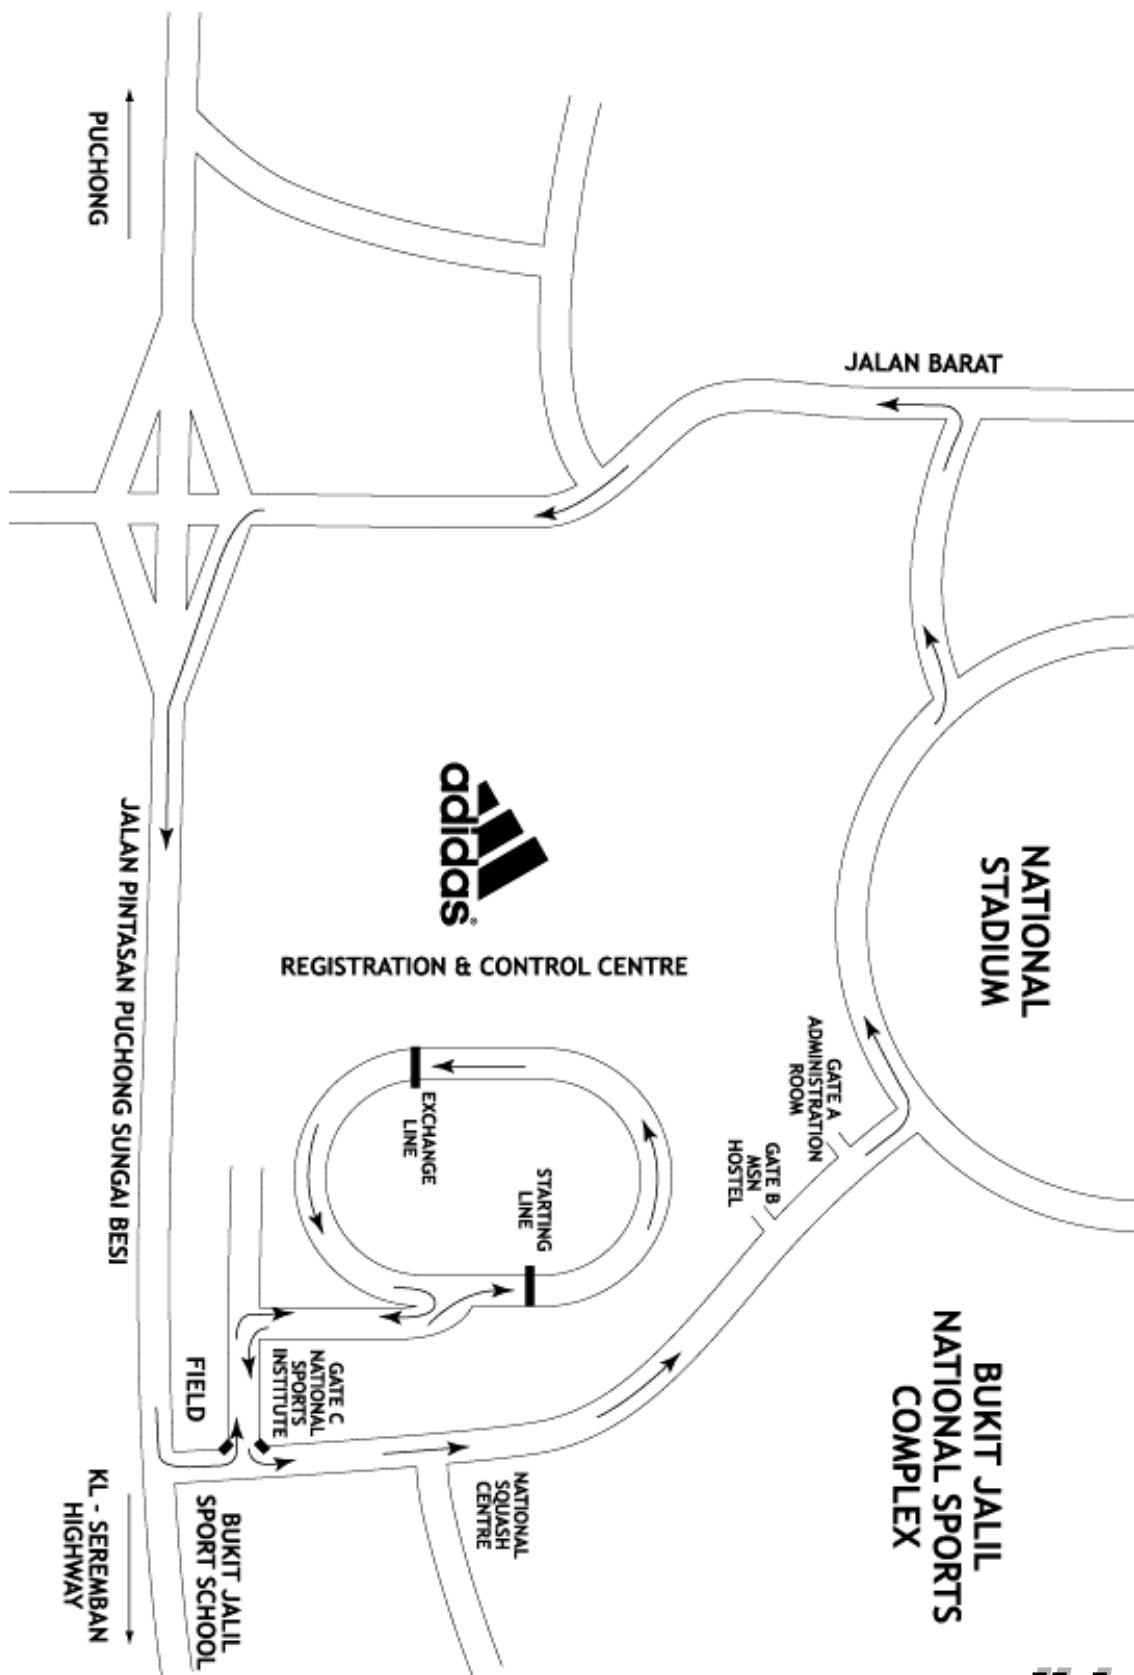 PUCHONG
JALAN BARAT
NATIONAL
STADIUM
adidas®
REGISTRATION & CONTROL CENTRE
GATE A
ADMINISTRATION
ROOM
GATE B
MSN
HOSTEL
EXCHANGE
LINE
STARTING
LINE
JALAN PINTASAN PUCHONG SUNGAI BESI
BUKIT JALIL
NATIONAL SPORTS
COMPLEX
GATE C
NATIONAL
SPORTS
INSTITUTE
FIELD
NATIONAL
SQUASH
CENTRE
BUKIT JALIL
SPORT SCHOOL
KL - SEREMBAN
HIGHWAY